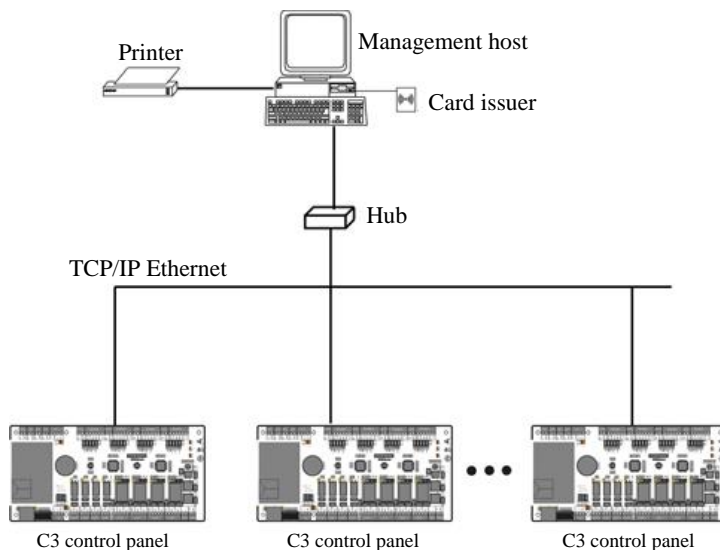 Management host
Printer
Card issuer
Hub
TCP/IP Ethernet
C3 control panel
C3 control panel
C3 control panel